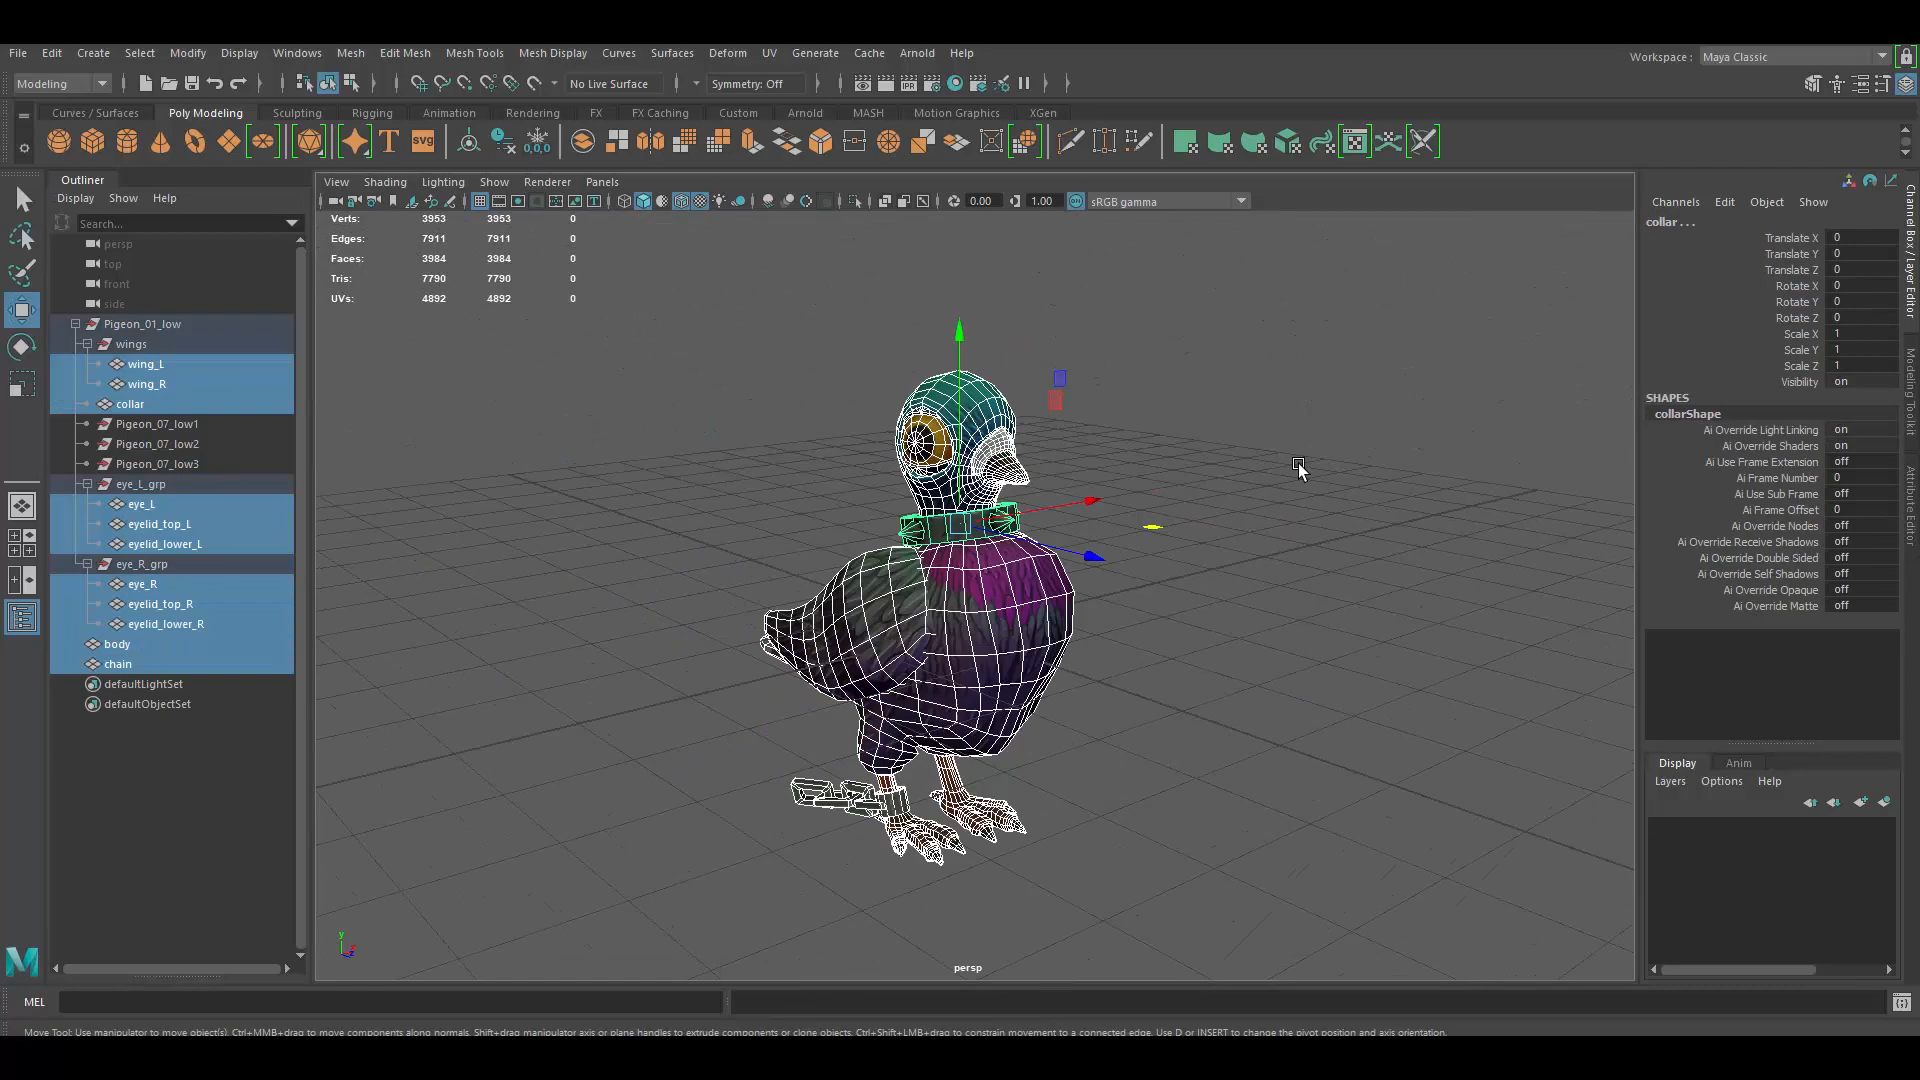 File Edit Create Select Modify Display Windows Mesh Edit Mesh Mesh Tools Mesh Display Curves Surfaces Deform UV Generate Cache Arnold Help
Workspace : Maya Classic
Modeling
No Live Surface
Symmetry: Off
Curves / Surfaces Poly Modeling Sculpting Rigging Animation Rendering FX FX Caching Custom Arnold MASH Motion Graphics XGen
Outliner
Display Show Help
Search...
persp
top
front
side
Pigeon_01_low
wings
wing_L
wing_R
collar
Pigeon_07_low1
Pigeon_07_low2
Pigeon_07_low3
eye_L_grp
eye_L
eyelid_top_L
eyelid_lower_L
eye_R_grp
eye_R
eyelid_top_R
eyelid_lower_R
body
chain
defaultLightSet
defaultObjectSet
View Shading Lighting Show Renderer Panels
0.00 1.00 sRGB gamma
Verts: 3953 3953 0
Edges: 7911 7911 0
Faces: 3984 3984 0
Tris: 7790 7790 0
UVs: 4892 4892 0
persp
Channels Edit Object Show
collar . . .
Translate X 0
Translate Y 0
Translate Z 0
Rotate X 0
Rotate Y 0
Rotate Z 0
Scale X 1
Scale Y 1
Scale Z 1
Visibility on
SHAPES
collarShape
Ai Override Light Linking on
Ai Override Shaders on
Ai Use Frame Extension off
Ai Frame Number 0
Ai Use Sub Frame off
Ai Frame Offset 0
Ai Override Nodes off
Ai Override Receive Shadows off
Ai Override Double Sided off
Ai Override Self Shadows off
Ai Override Opaque off
Ai Override Matte off
Display Anim
Layers Options Help
Channel Box / Layer Editor
Modeling Toolkit
Attribute Editor
MEL
Move Tool: Use manipulator to move object(s). Ctrl+MMB+drag to move components along normals. Shift+drag manipulator axis or plane handles to extrude components or clone objects. Ctrl+Shift+LMB+drag to constrain movement to a connected edge. Use D or INSERT to change the pivot position and axis orientation.